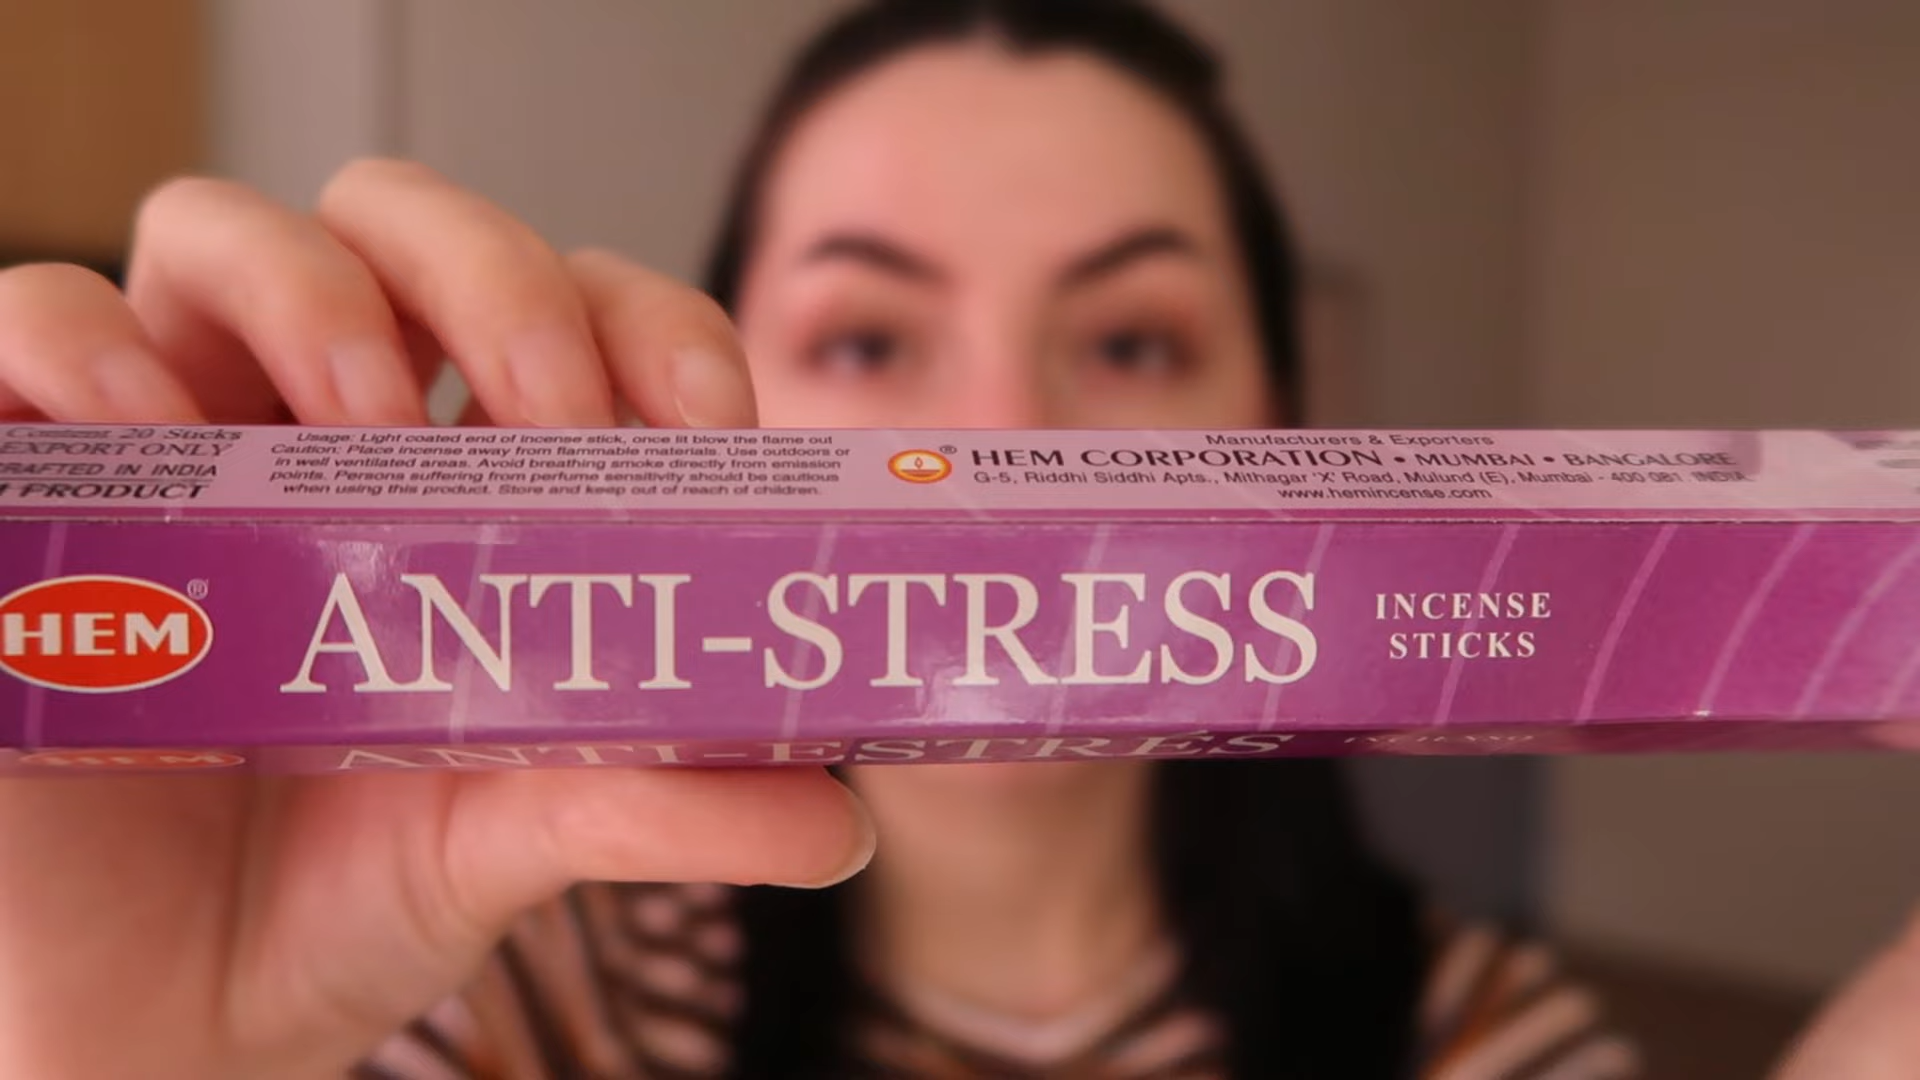 Content 20 Sticks
EXPORT ONLY
RAFTED IN INDIA
PRODUCT
Usage: Light coated end of incense stick, once lit blow the flame out
Caution: Place incense away from flammable materials. Use outdoors or
in well ventilated areas. Avoid breathing smoke directly from emission
points. Persons suffering from perfume sensitivity should be cautious
when using this product. Store and keep out of reach of children.
Manufacturers & Exporters
® HEM CORPORATION • MUMBAI • BANGALORE
G-5, Riddhi Siddhi Apts., Mithagar 'X' Road, Mulund (E), Mumbai - 400 081. INDIA
www.hemincense.com
HEM®
ANTI-STRESS
INCENSE
STICKS
HEM
ANTI-ESTRÉS